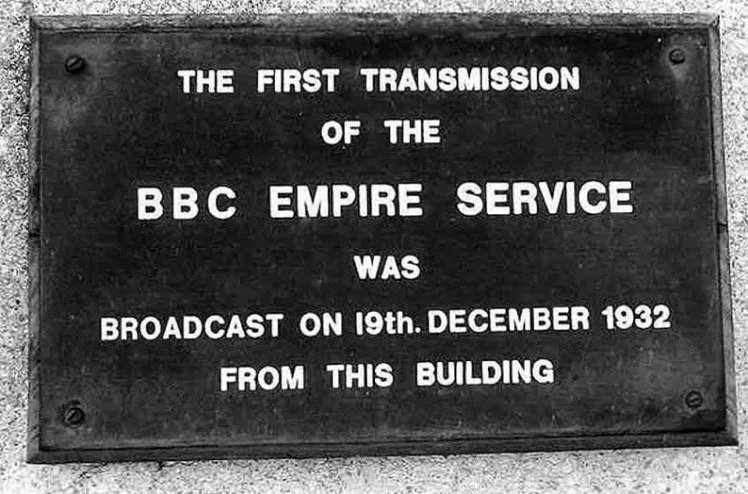 THE FIRST TRANSMISSION
OF THE
BBC EMPIRE SERVICE
WAS
BROADCAST ON 19th. DECEMBER 1932
FROM THIS BUILDING